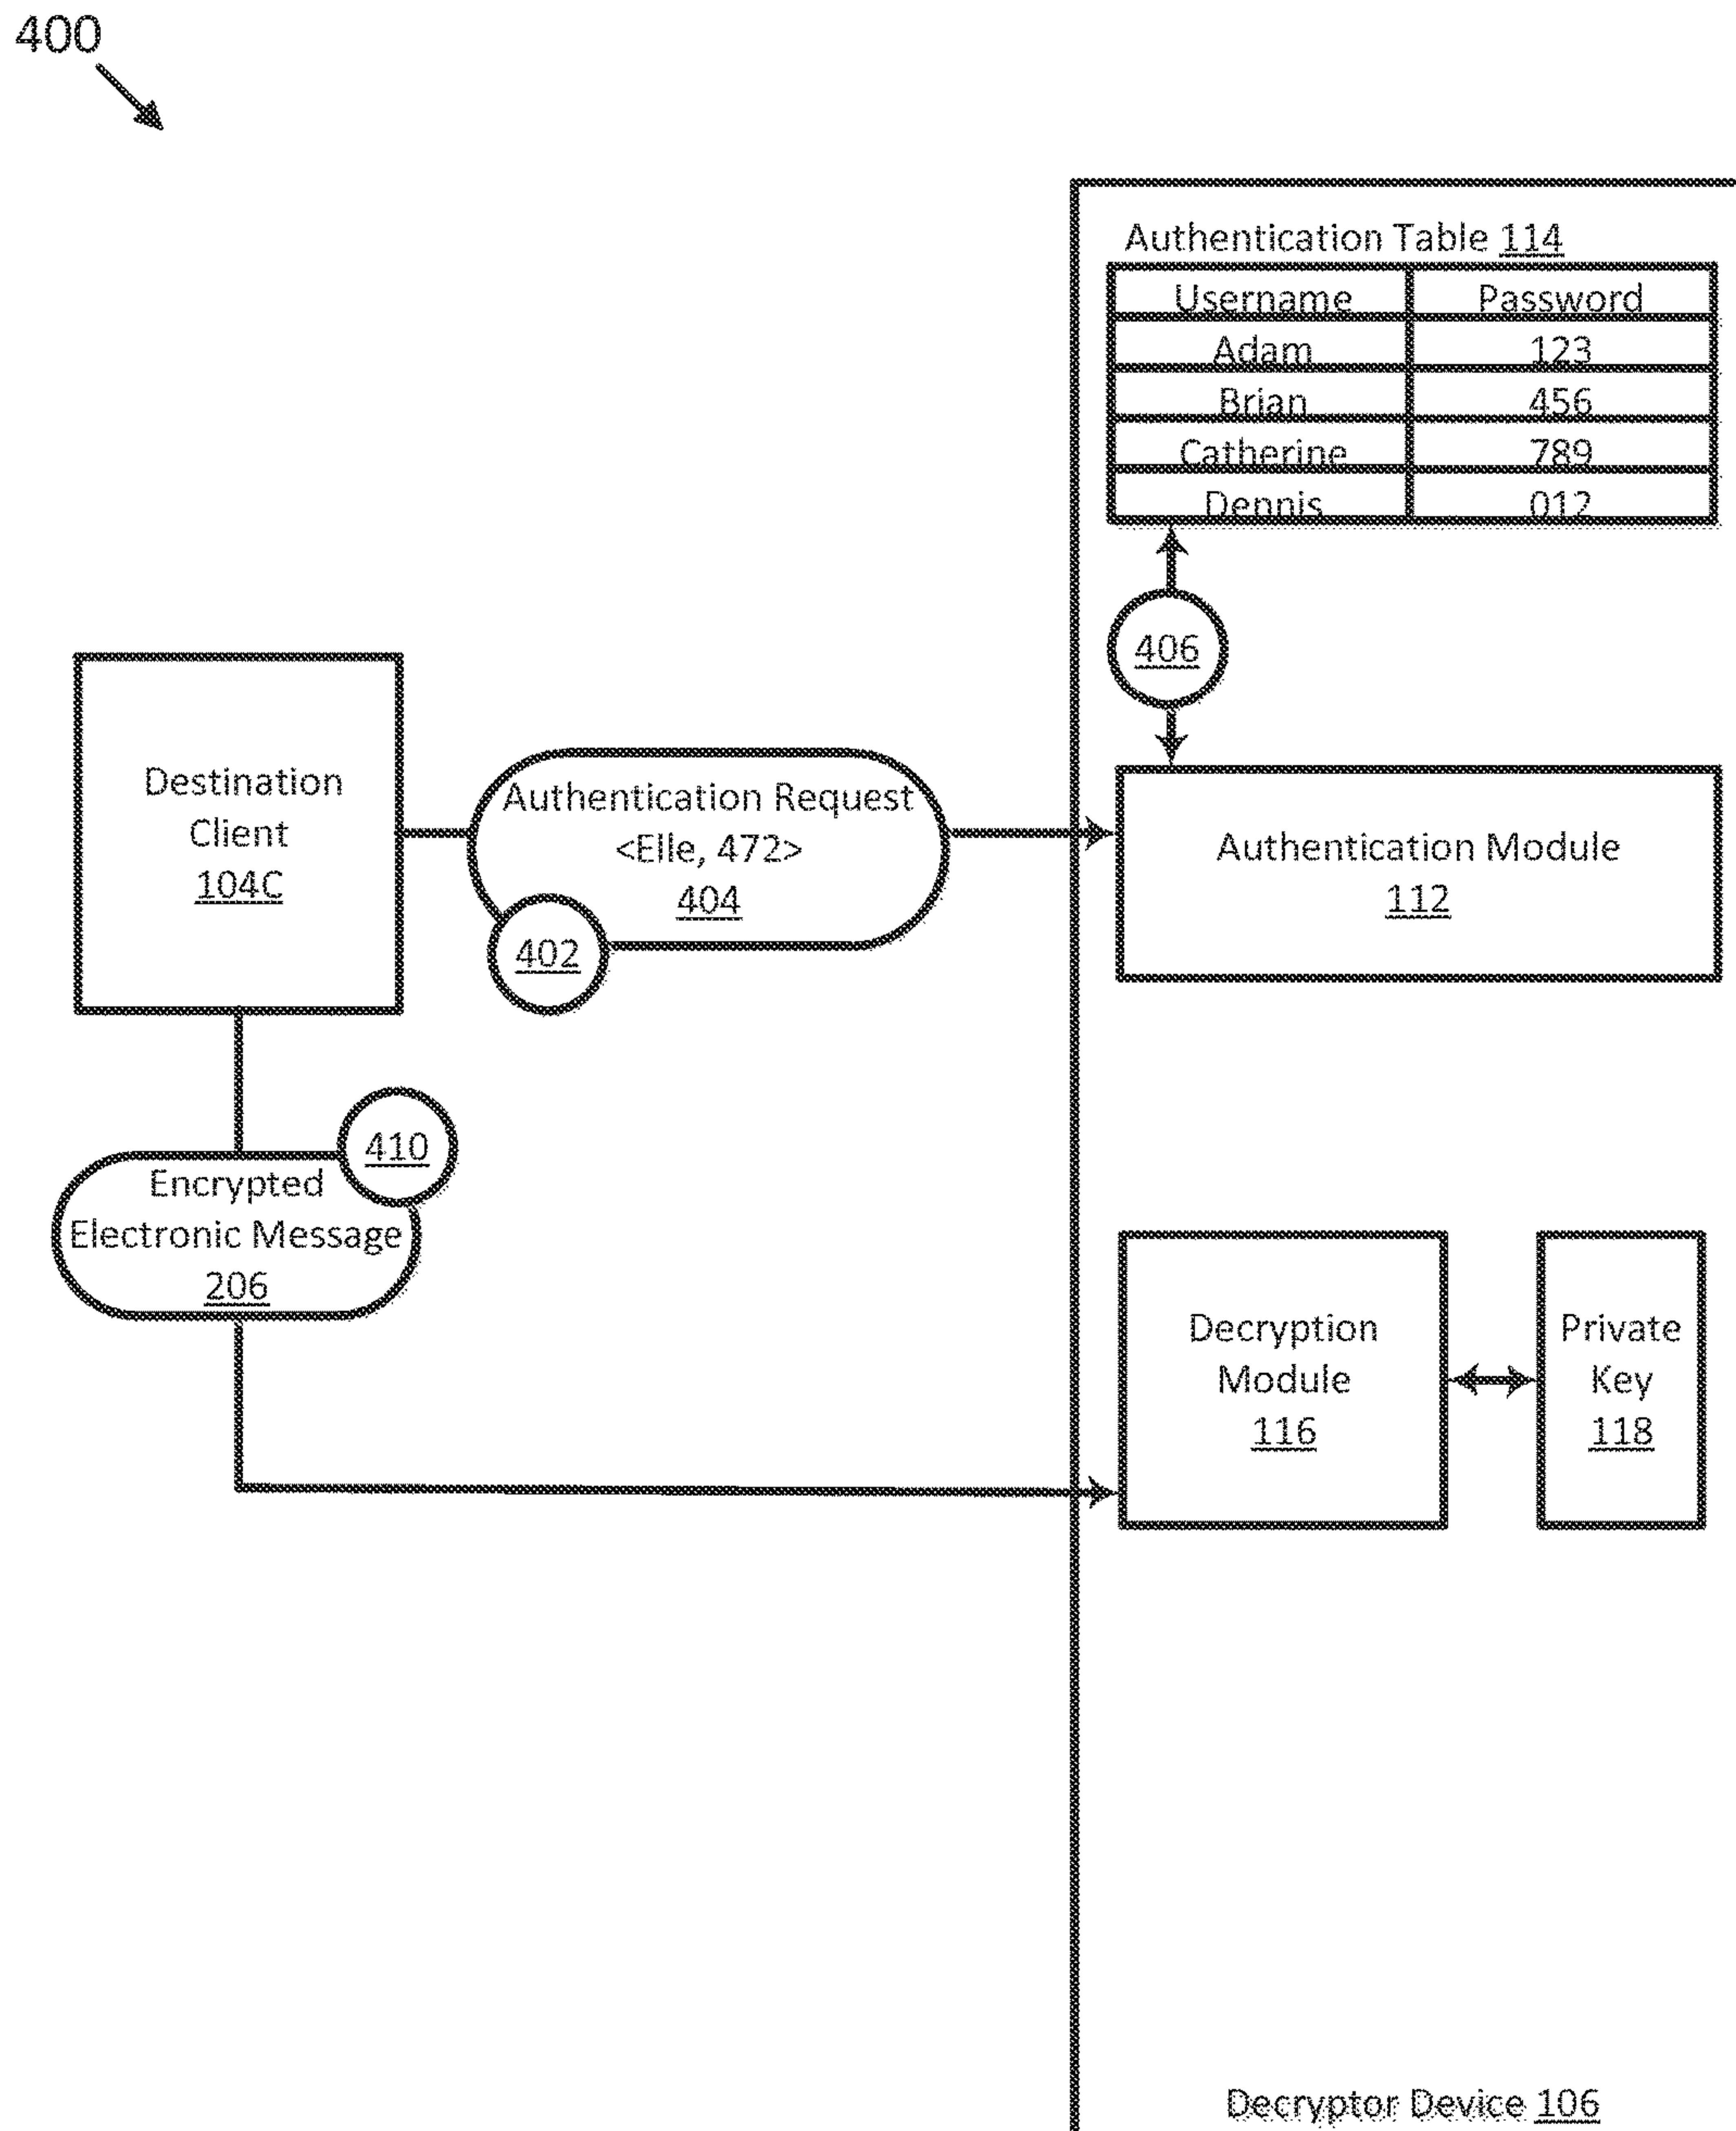 400
Authentication Table 114
Username Password
Adam 123
Brian 456
Catherine 789
Dennis 012
406
Destination
Client
104C
Authentication Request
<Elle, 472>
404
402
Authentication Module
112
410
Encrypted
Electronic Message
206
Decryption
Module
116
Private
Key
118
Decryptor Device 106